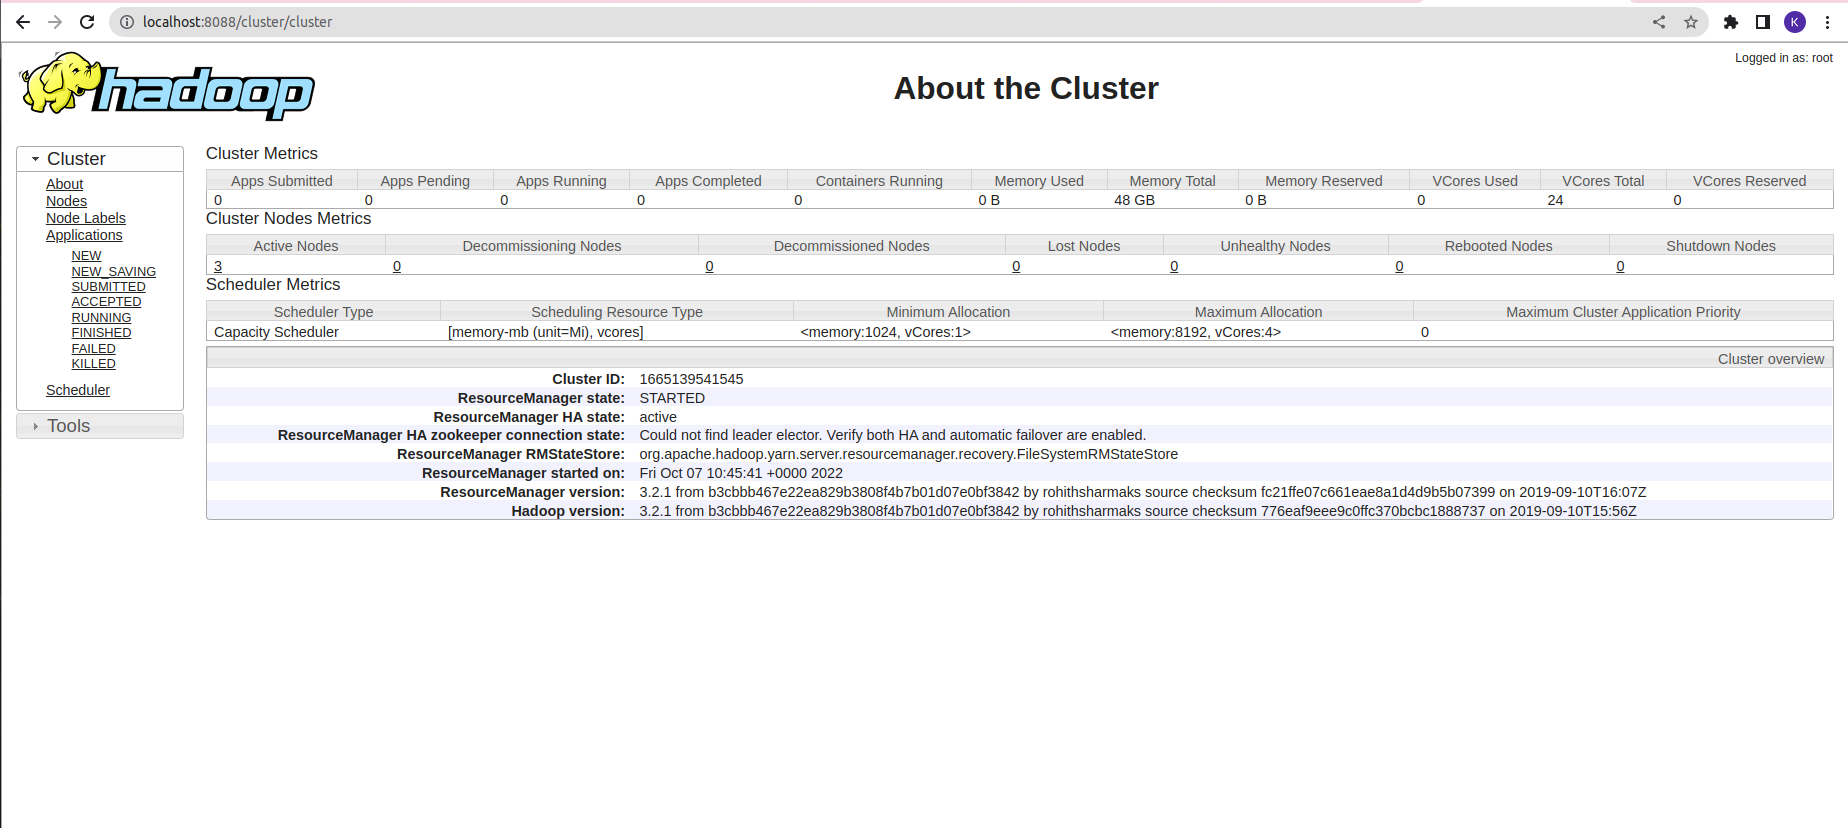 localhost:8088/cluster/cluster
K
Logged in as: root
hadoop
About the Cluster
Cluster
About
Nodes
Node Labels
Applications
NEW
NEW_SAVING
SUBMITTED
ACCEPTED
RUNNING
FINISHED
FAILED
KILLED
Scheduler
Tools
Cluster Metrics
Apps Submitted Apps Pending Apps Running Apps Completed Containers Running Memory Used Memory Total Memory Reserved VCores Used VCores Total VCores Reserved
0 0 0 0 0 0 B 48 GB 0 B 0 24 0
Cluster Nodes Metrics
Active Nodes Decommissioning Nodes Decommissioned Nodes Lost Nodes Unhealthy Nodes Rebooted Nodes Shutdown Nodes
3 0 0 0 0 0 0
Scheduler Metrics
Scheduler Type Scheduling Resource Type Minimum Allocation Maximum Allocation Maximum Cluster Application Priority
Capacity Scheduler [memory-mb (unit=Mi), vcores] <memory:1024, vCores:1> <memory:8192, vCores:4> 0
Cluster overview
Cluster ID: 1665139541545
ResourceManager state: STARTED
ResourceManager HA state: active
ResourceManager HA zookeeper connection state: Could not find leader elector. Verify both HA and automatic failover are enabled.
ResourceManager RMStateStore: org.apache.hadoop.yarn.server.resourcemanager.recovery.FileSystemRMStateStore
ResourceManager started on: Fri Oct 07 10:45:41 +0000 2022
ResourceManager version: 3.2.1 from b3cbbb467e22ea829b3808f4b7b01d07e0bf3842 by rohithsharmaks source checksum fc21ffe07c661eae8a1d4d9b5b07399 on 2019-09-10T16:07Z
Hadoop version: 3.2.1 from b3cbbb467e22ea829b3808f4b7b01d07e0bf3842 by rohithsharmaks source checksum 776eaf9eee9c0ffc370bcbc1888737 on 2019-09-10T15:56Z